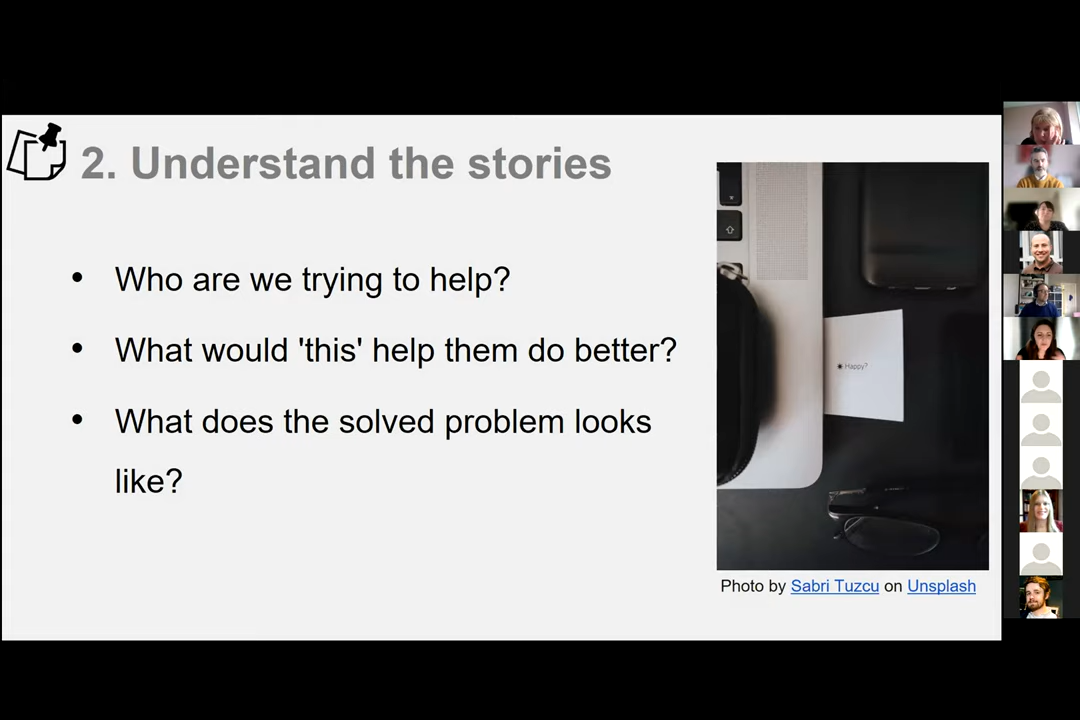 2. Understand the stories
• Who are we trying to help?
• What would 'this' help them do better?
• What does the solved problem looks
like?
Happy?
Photo by Sabri Tuzcu on Unsplash